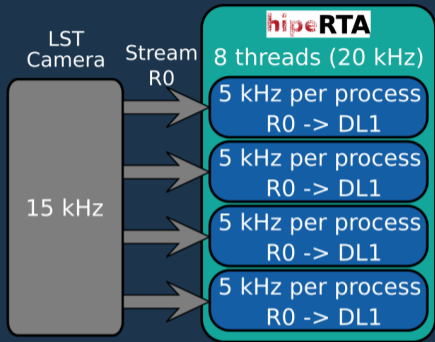 LST
Camera
Stream
R0
15 kHz
hipeRTA
8 threads (20 kHz)
5 kHz per process
R0 -> DL1
5 kHz per process
R0 -> DL1
5 kHz per process
R0 -> DL1
5 kHz per process
R0 -> DL1